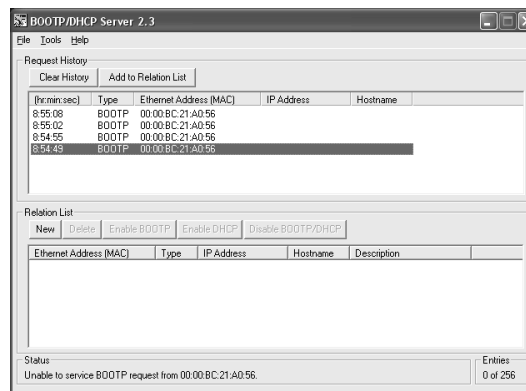 BOOTP/DHCP Server 2.3
File Tools Help
Request History
Clear History Add to Relation List
(hr:min:sec) Type Ethernet Address (MAC) IP Address Hostname
8:55:08 BOOTP 00:00:BC:21:A0:56
8:55:02 BOOTP 00:00:BC:21:A0:56
8:54:55 BOOTP 00:00:BC:21:A0:56
8:54:49 BOOTP 00:00:BC:21:A0:56
Relation List
New Delete Enable BOOTP Enable DHCP Disable BOOTP/DHCP
Ethernet Address (MAC) Type IP Address Hostname Description
Status Entries
Unable to service BOOTP request from 00:00:BC:21:A0:56. 0 of 256